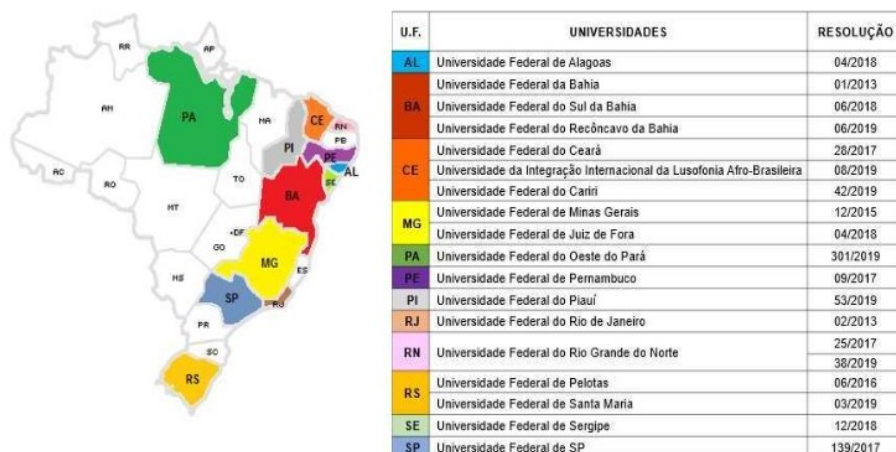 RR
AP
AM
PA
MA
CE
RN
PB
PI
PE
AL
SE
AC
RO
TO
BA
MT
DF
GO
MG
ES
MS
SP
RJ
PR
SC
RS
U.F. UNIVERSIDADES RESOLUÇÃO
AL Universidade Federal de Alagoas 04/2018
BA Universidade Federal da Bahia 01/2013
Universidade Federal do Sul da Bahia 06/2018
Universidade Federal do Recôncavo da Bahia 06/2019
CE Universidade Federal do Ceará 28/2017
Universidade da Integração Internacional da Lusofonia Afro-Brasileira 08/2019
Universidade Federal do Cariri 42/2019
MG Universidade Federal de Minas Gerais 12/2015
Universidade Federal de Juiz de Fora 04/2018
PA Universidade Federal do Oeste do Pará 301/2019
PE Universidade Federal de Pernambuco 09/2017
PI Universidade Federal do Piauí 53/2019
RJ Universidade Federal do Rio de Janeiro 02/2013
RN Universidade Federal do Rio Grande do Norte 25/2017
38/2019
RS Universidade Federal de Pelotas 06/2016
Universidade Federal de Santa Maria 03/2019
SE Universidade Federal de Sergipe 12/2018
SP Universidade Federal de SP 139/2017